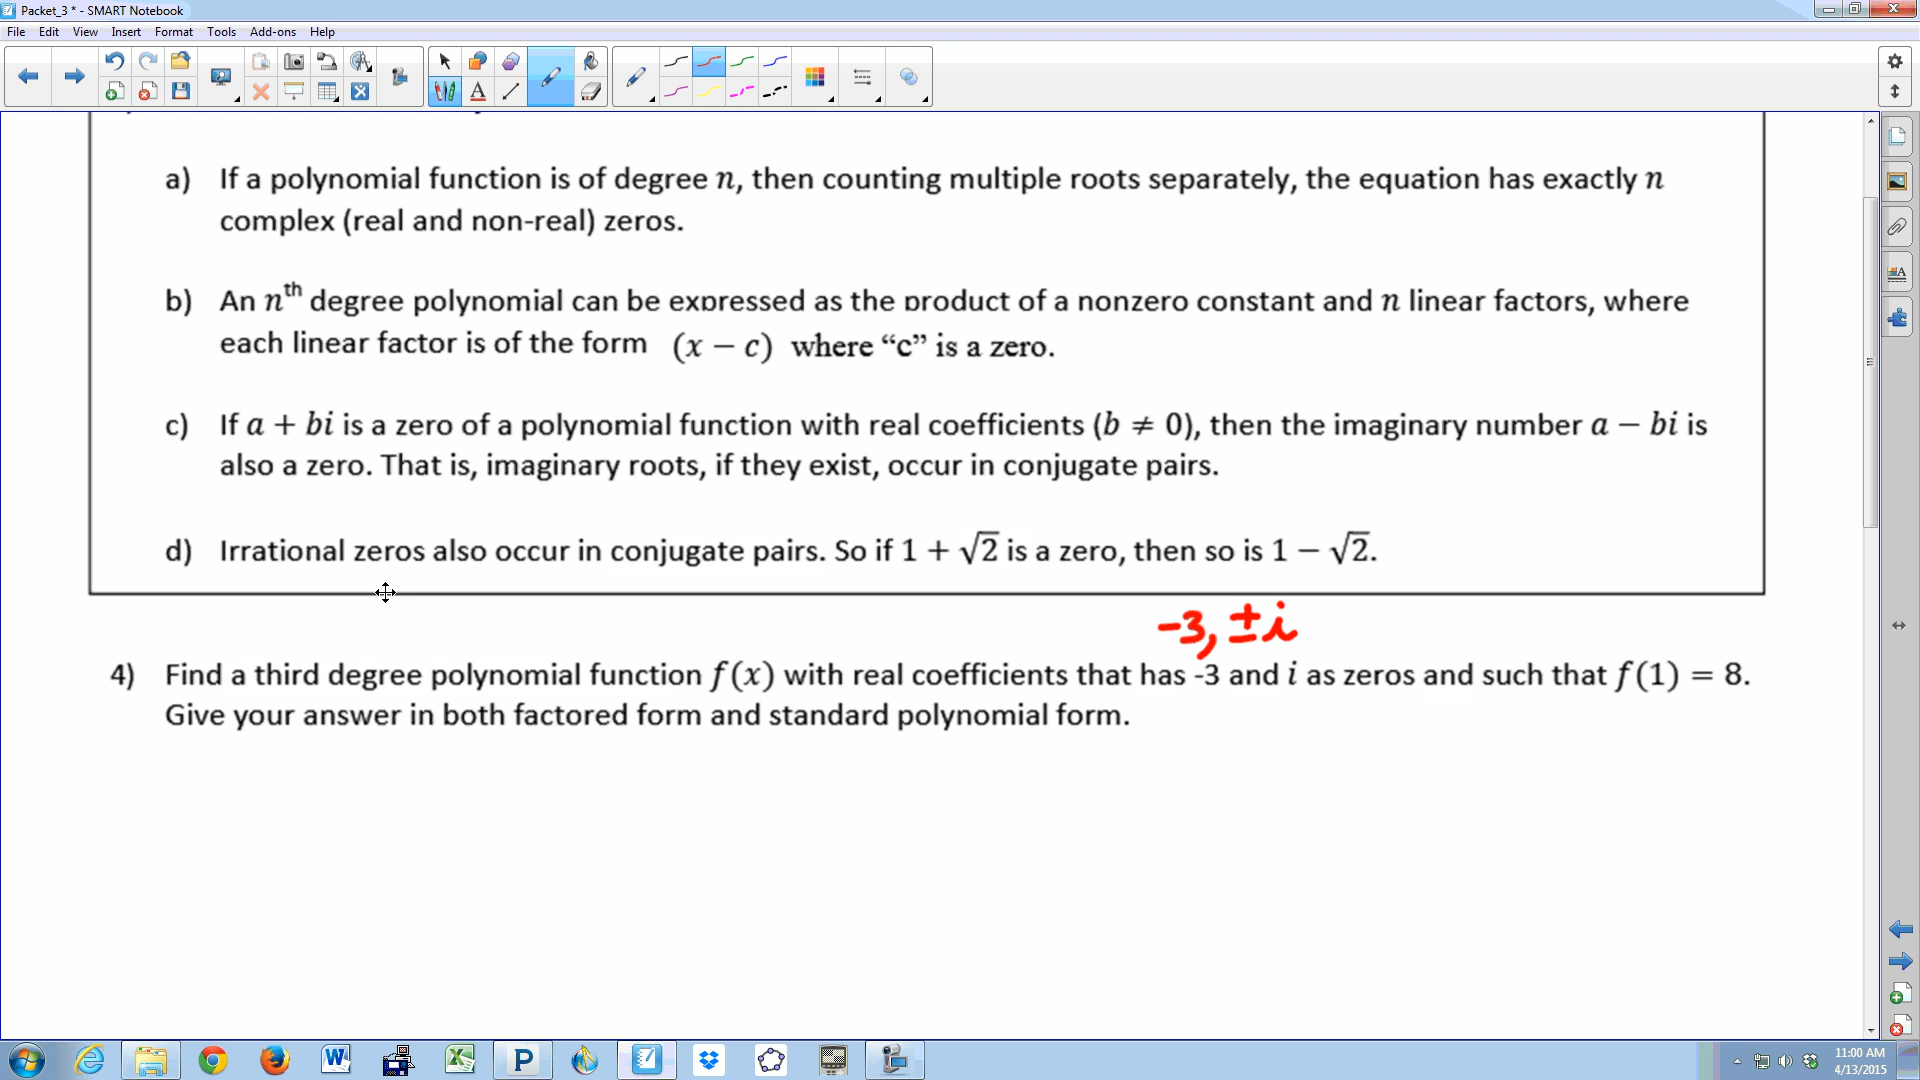 Packet_3 * - SMART Notebook
File Edit View Insert Format Tools Add-ons Help
a) If a polynomial function is of degree n, then counting multiple roots separately, the equation has exactly n
complex (real and non-real) zeros.
b) An nᵗʰ degree polynomial can be expressed as the product of a nonzero constant and n linear factors, where
each linear factor is of the form (x − c) where “c” is a zero.
c) If a + bi is a zero of a polynomial function with real coefficients (b ≠ 0), then the imaginary number a − bi is
also a zero. That is, imaginary roots, if they exist, occur in conjugate pairs.
d) Irrational zeros also occur in conjugate pairs. So if 1 + √2 is a zero, then so is 1 − √2.
-3, ±i
4) Find a third degree polynomial function f(x) with real coefficients that has -3 and i as zeros and such that f(1) = 8.
Give your answer in both factored form and standard polynomial form.
11:00 AM
4/13/2015